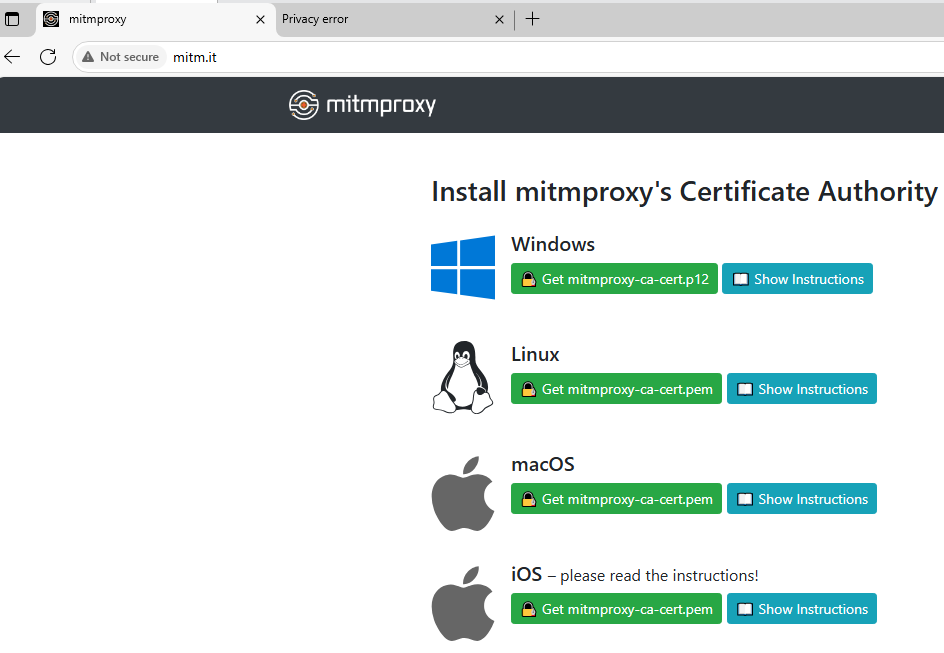 mitmproxy
Privacy error
Not secure mitm.it
mitmproxy
Install mitmproxy's Certificate Authority
Windows
Get mitmproxy-ca-cert.p12 Show Instructions
Linux
Get mitmproxy-ca-cert.pem Show Instructions
macOS
Get mitmproxy-ca-cert.pem Show Instructions
iOS – please read the instructions!
Get mitmproxy-ca-cert.pem Show Instructions